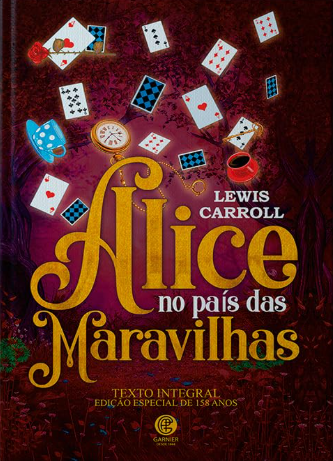 LEWIS
CARROLL
Alice
no país das
Maravilhas
TEXTO INTEGRAL
EDIÇÃO ESPECIAL DE 158 ANOS
GARNIER